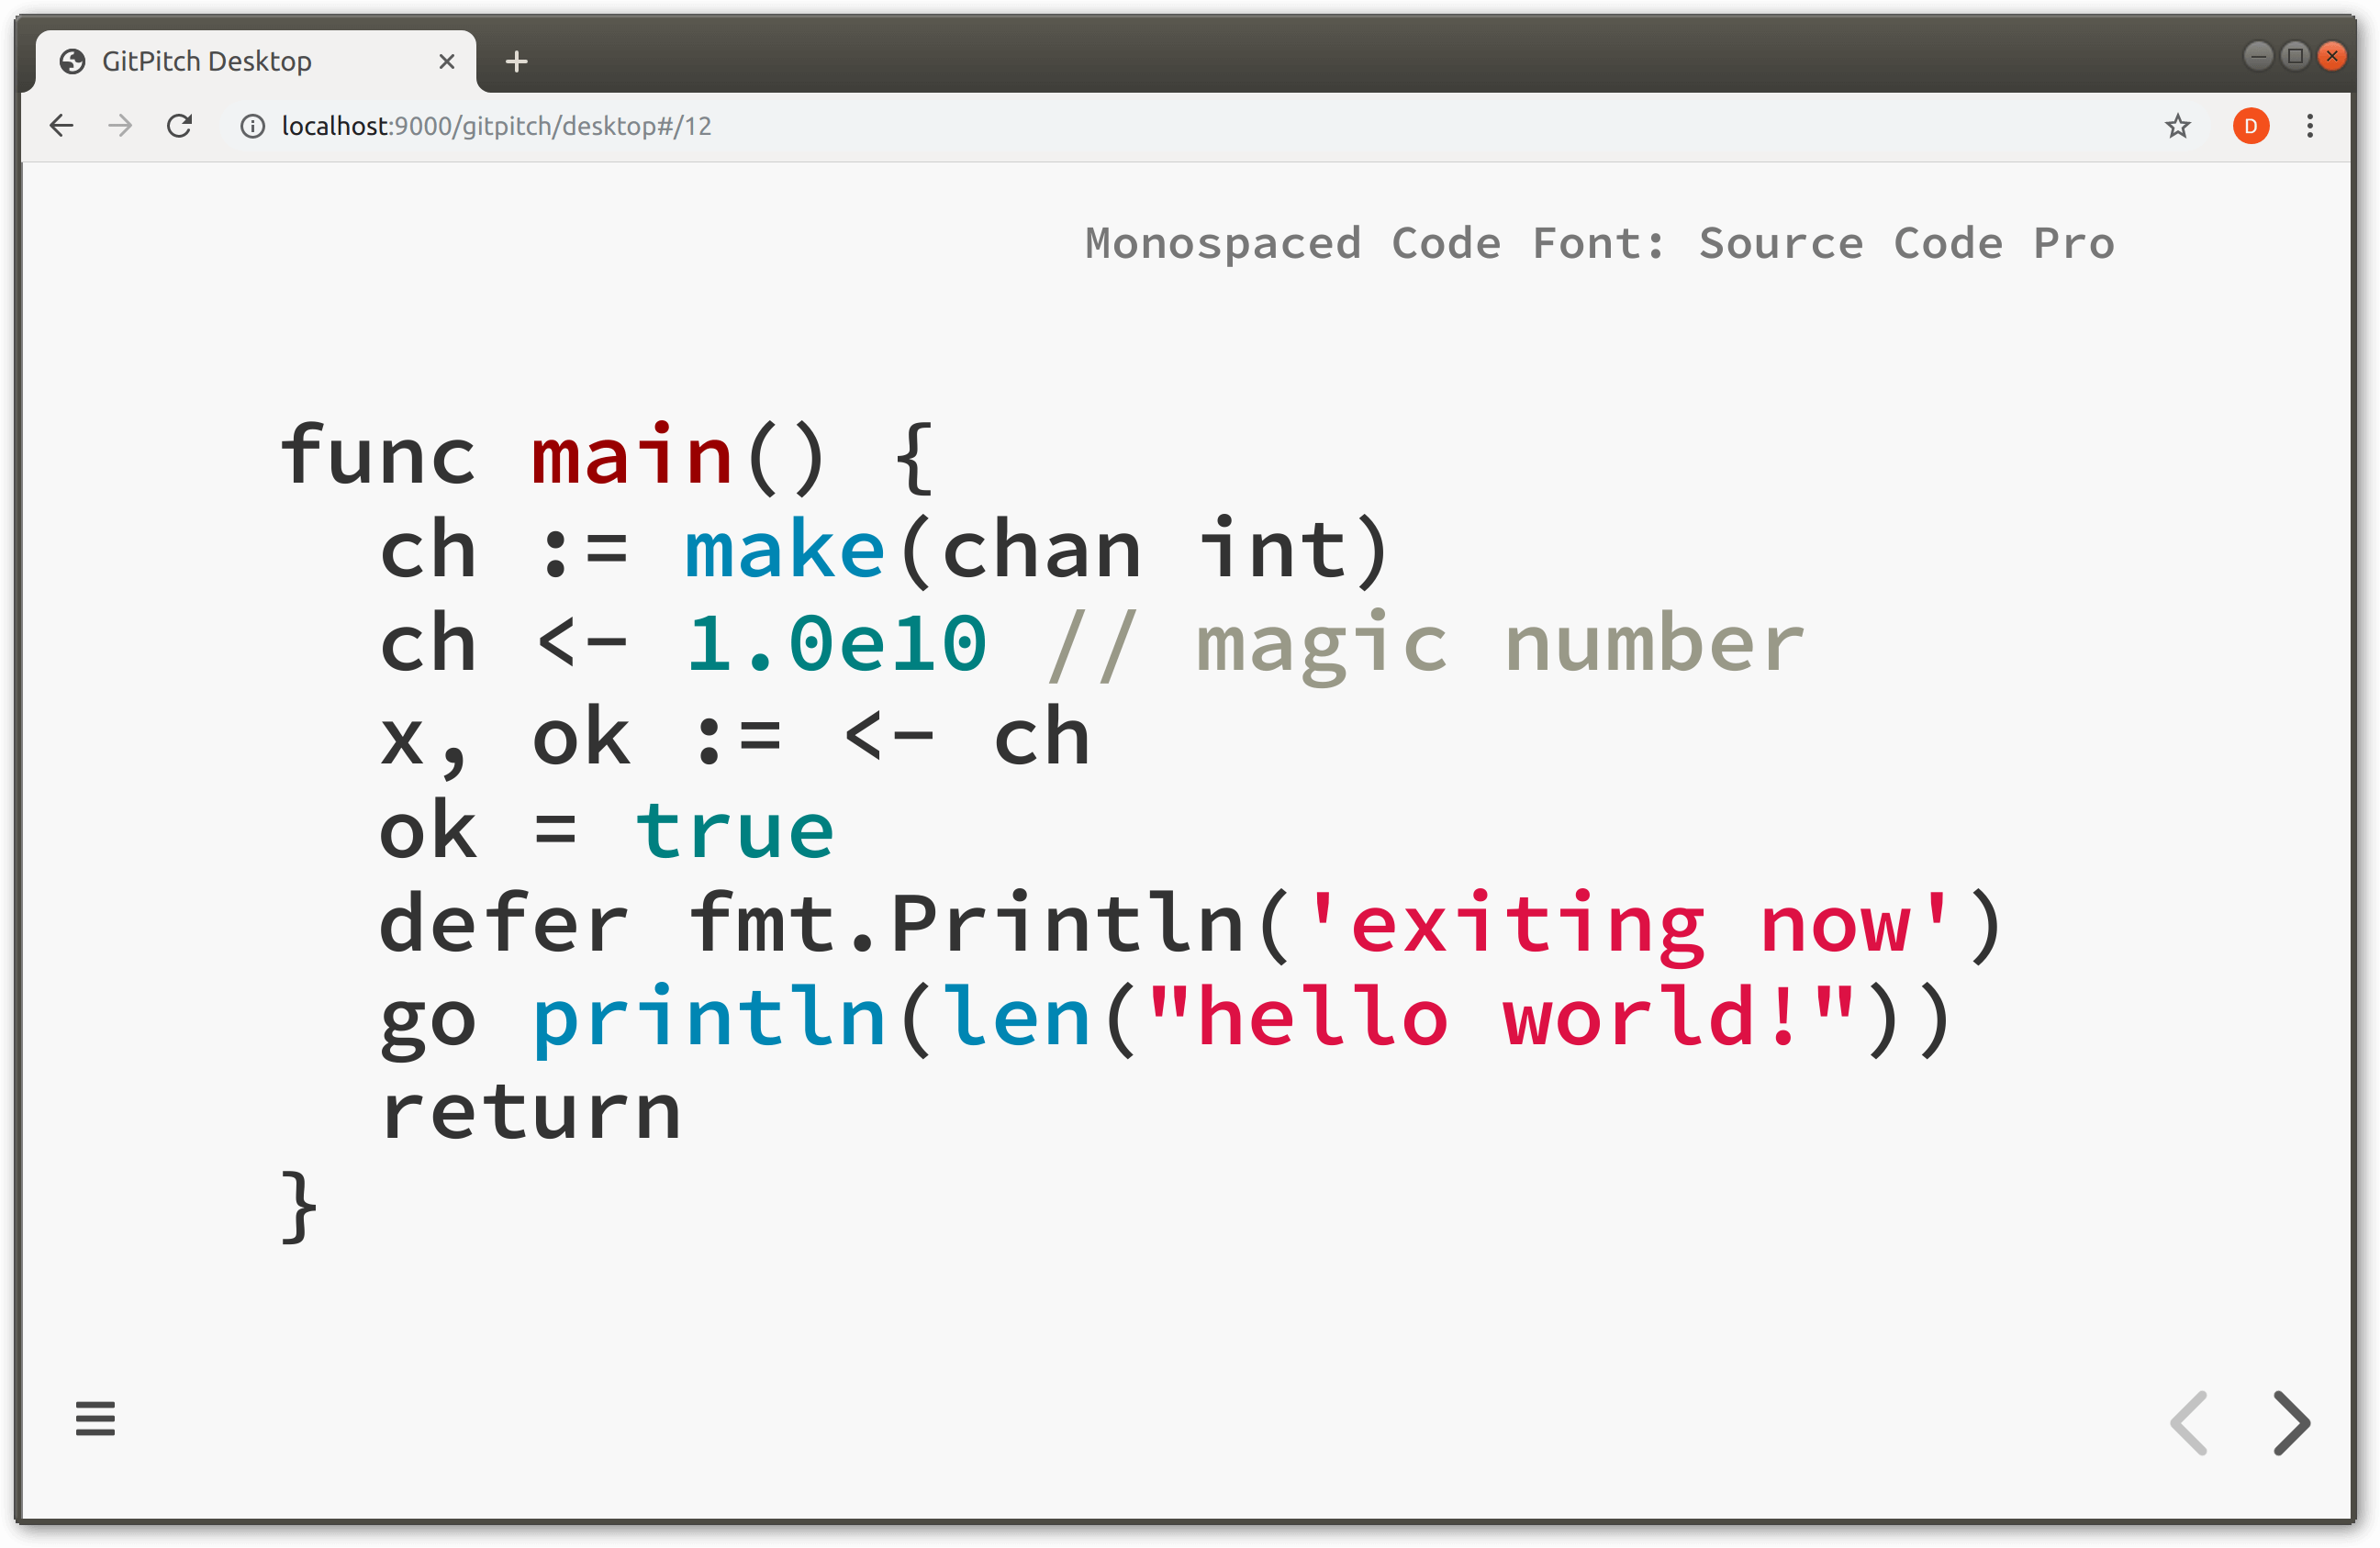 GitPitch Desktop
localhost:9000/gitpitch/desktop#/12
D
Monospaced Code Font: Source Code Pro
func main() {
  ch := make(chan int)
  ch <- 1.0e10 // magic number
  x, ok := <- ch
  ok = true
  defer fmt.Println('exiting now')
  go println(len("hello world!"))
  return
}